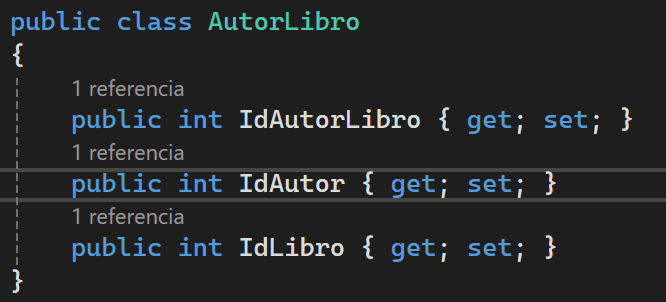 public class AutorLibro
{
1 referencia
public int IdAutorLibro { get; set; }
1 referencia
public int IdAutor { get; set; }
1 referencia
public int IdLibro { get; set; }
}